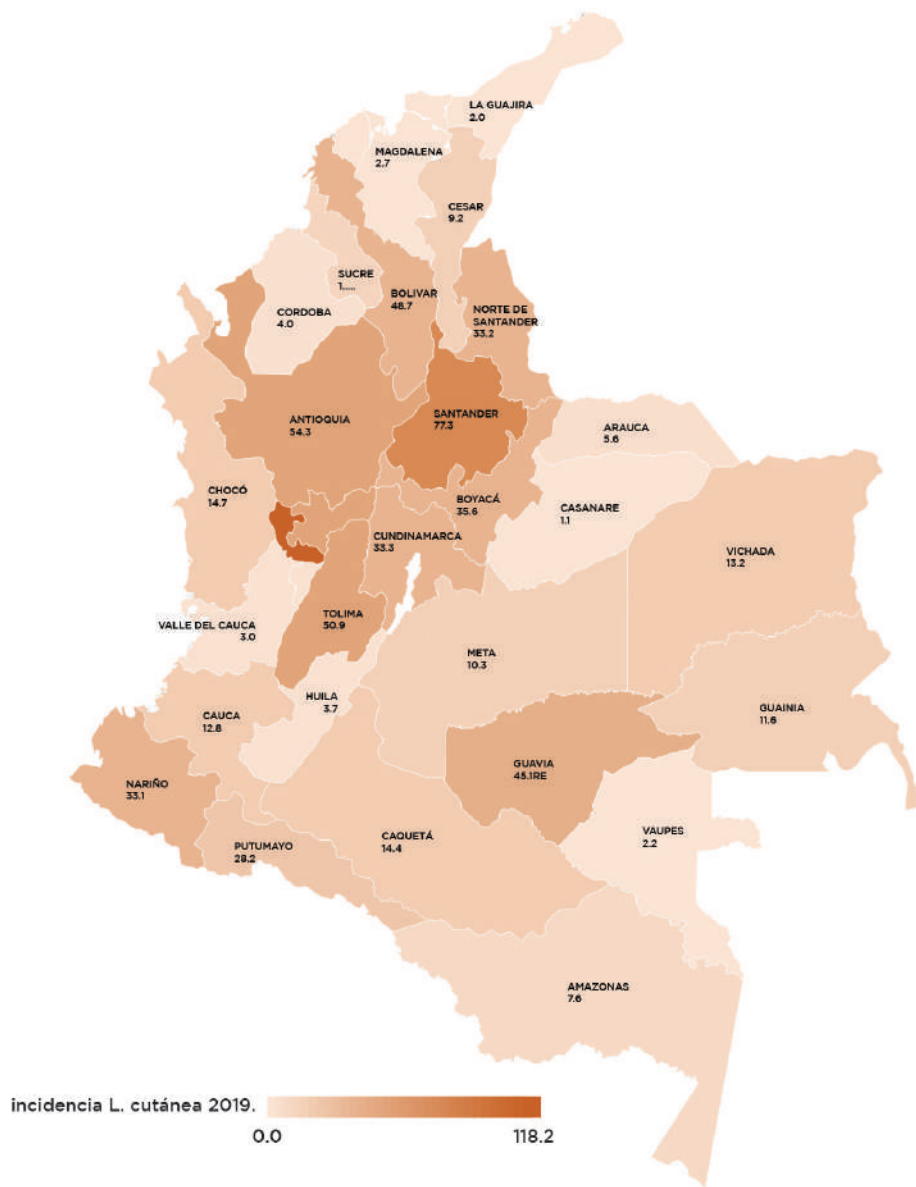 LA GUAJIRA
2.0
MAGDALENA
2.7
CESAR
9.2
SUCRE
1.....
BOLIVAR
48.7
NORTE DE
SANTANDER
33.2
CORDOBA
4.0
ANTIOQUIA
54.3
SANTANDER
77.3
ARAUCA
5.6
CHOCÓ
14.7
BOYACÁ
35.6
CASANARE
1.1
CUNDINAMARCA
33.3
VICHADA
13.2
TOLIMA
50.9
VALLE DEL CAUCA
3.0
META
10.3
HUILA
3.7
CAUCA
12.8
GUAINIA
11.6
GUAVIA
45.1RE
NARIÑO
33.1
VAUPES
2.2
CAQUETÁ
14.4
PUTUMAYO
28.2
AMAZONAS
7.6
incidencia L. cutánea 2019.
0.0
118.2